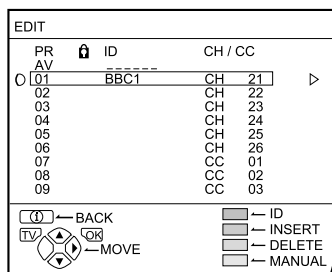 EDIT
PR ID CH / CC
AV _ _ _ _ _ _
01 BBC1 CH 21
02 CH 22
03 CH 23
04 CH 24
05 CH 25
06 CH 26
07 CC 01
08 CC 02
09 CC 03
i BACK
TV OK
MOVE
ID
INSERT
DELETE
MANUAL